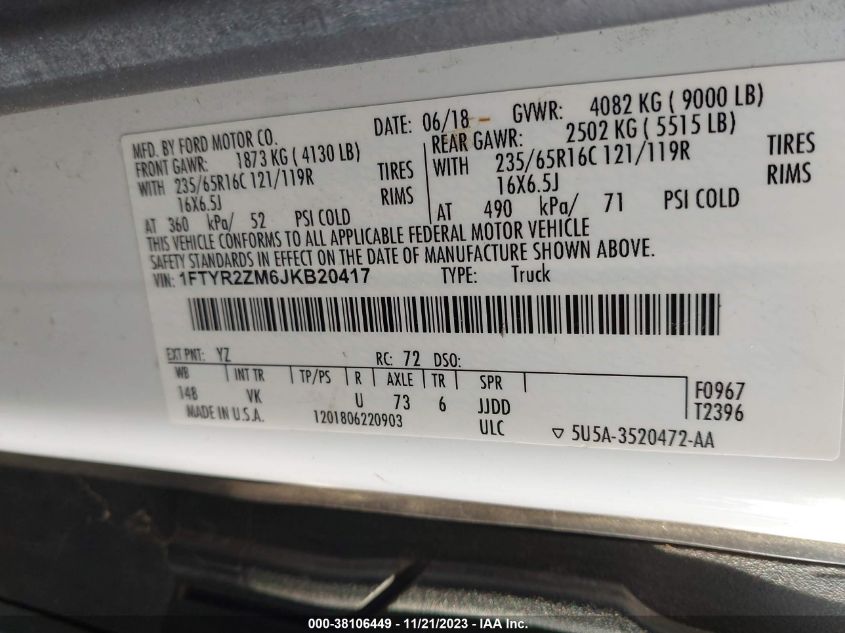 MFD. BY FORD MOTOR CO. DATE: 06/18 GVWR: 4082 KG ( 9000 LB)
FRONT GAWR: 1873 KG ( 4130 LB) REAR GAWR: 2502 KG ( 5515 LB)
WITH 235/65R16C 121/119R TIRES WITH 235/65R16C 121/119R TIRES
16X6.5J RIMS 16X6.5J RIMS
AT 360 kPa/ 52 PSI COLD AT 490 kPa/ 71 PSI COLD
THIS VEHICLE CONFORMS TO ALL APPLICABLE FEDERAL MOTOR VEHICLE
SAFETY STANDARDS IN EFFECT ON THE DATE OF MANUFACTURE SHOWN ABOVE.
VIN: 1FTYR2ZM6JKB20417 TYPE: Truck
EXT PNT: YZ RC: 72 DSO:
WB INT TR TP/PS R AXLE TR SPR F0967
148 VK U 73 6 JJDD T2396
MADE IN U.S.A. 1201806220903 ULC 5U5A-3520472-AA
000-38106449 - 11/21/2023 - IAA Inc.